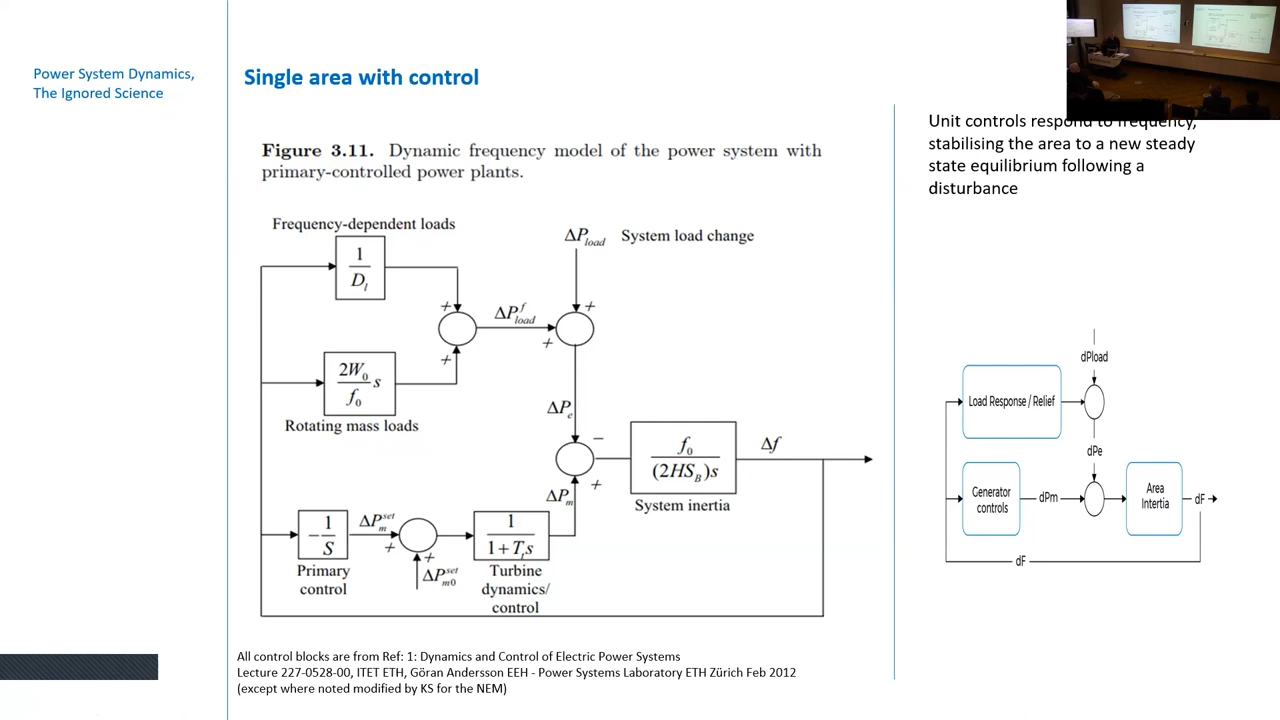 Power System Dynamics,
The Ignored Science
Single area with control
Figure 3.11. Dynamic frequency model of the power system with
primary-controlled power plants.
Frequency-dependent loads
1
D_l
ΔP_load System load change
+
+
ΔP^f_load
+
+
2W_0
f_0
s
Rotating mass loads
ΔP_e
−
+
f_0
(2HS_B)s
System inertia
Δf
ΔP_m
− 1
S
Primary
control
ΔP_m^set
+
+
ΔP_m0^set
1
1+T_t s
Turbine
dynamics/
control
All control blocks are from Ref: 1: Dynamics and Control of Electric Power Systems
Lecture 227-0528-00, ITET ETH, Göran Andersson EEH - Power Systems Laboratory ETH Zürich Feb 2012
(except where noted modified by KS for the NEM)
Unit controls respond to frequency,
stabilising the area to a new steady
state equilibrium following a
disturbance
dPload
Load Response / Relief
dPe
Generator
controls
dPm
Area
Intertia
dF
dF